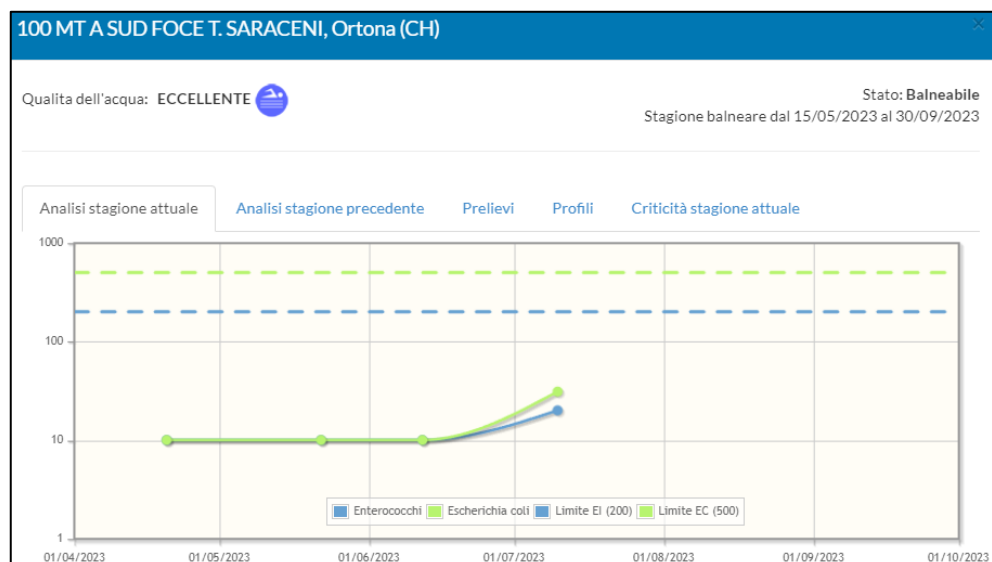 100 MT A SUD FOCE T. SARACENI, Ortona (CH)
×
Qualita dell'acqua: ECCELLENTE
Stato: Balneabile
Stagione balneare dal 15/05/2023 al 30/09/2023
Analisi stagione attuale
Analisi stagione precedente
Prelievi
Profili
Criticità stagione attuale
1000
100
10
1
Enterococchi
Escherichia coli
Limite EI (200)
Limite EC (500)
01/04/2023
01/05/2023
01/06/2023
01/07/2023
01/08/2023
01/09/2023
01/10/2023